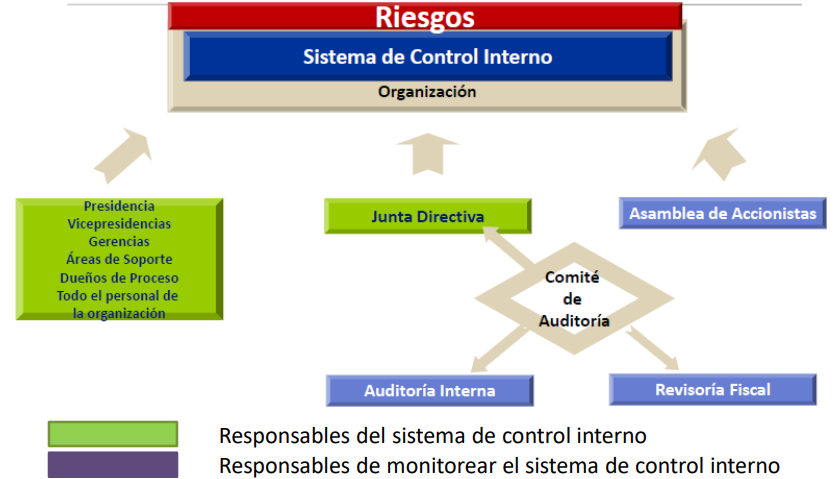 Riesgos
Sistema de Control Interno
Organización
Presidencia
Vicepresidencias
Gerencias
Áreas de Soporte
Dueños de Proceso
Todo el personal de
la organización
Junta Directiva
Asamblea de Accionistas
Comité
de
Auditoría
Auditoría Interna
Revisoría Fiscal
Responsables del sistema de control interno
Responsables de monitorear el sistema de control interno